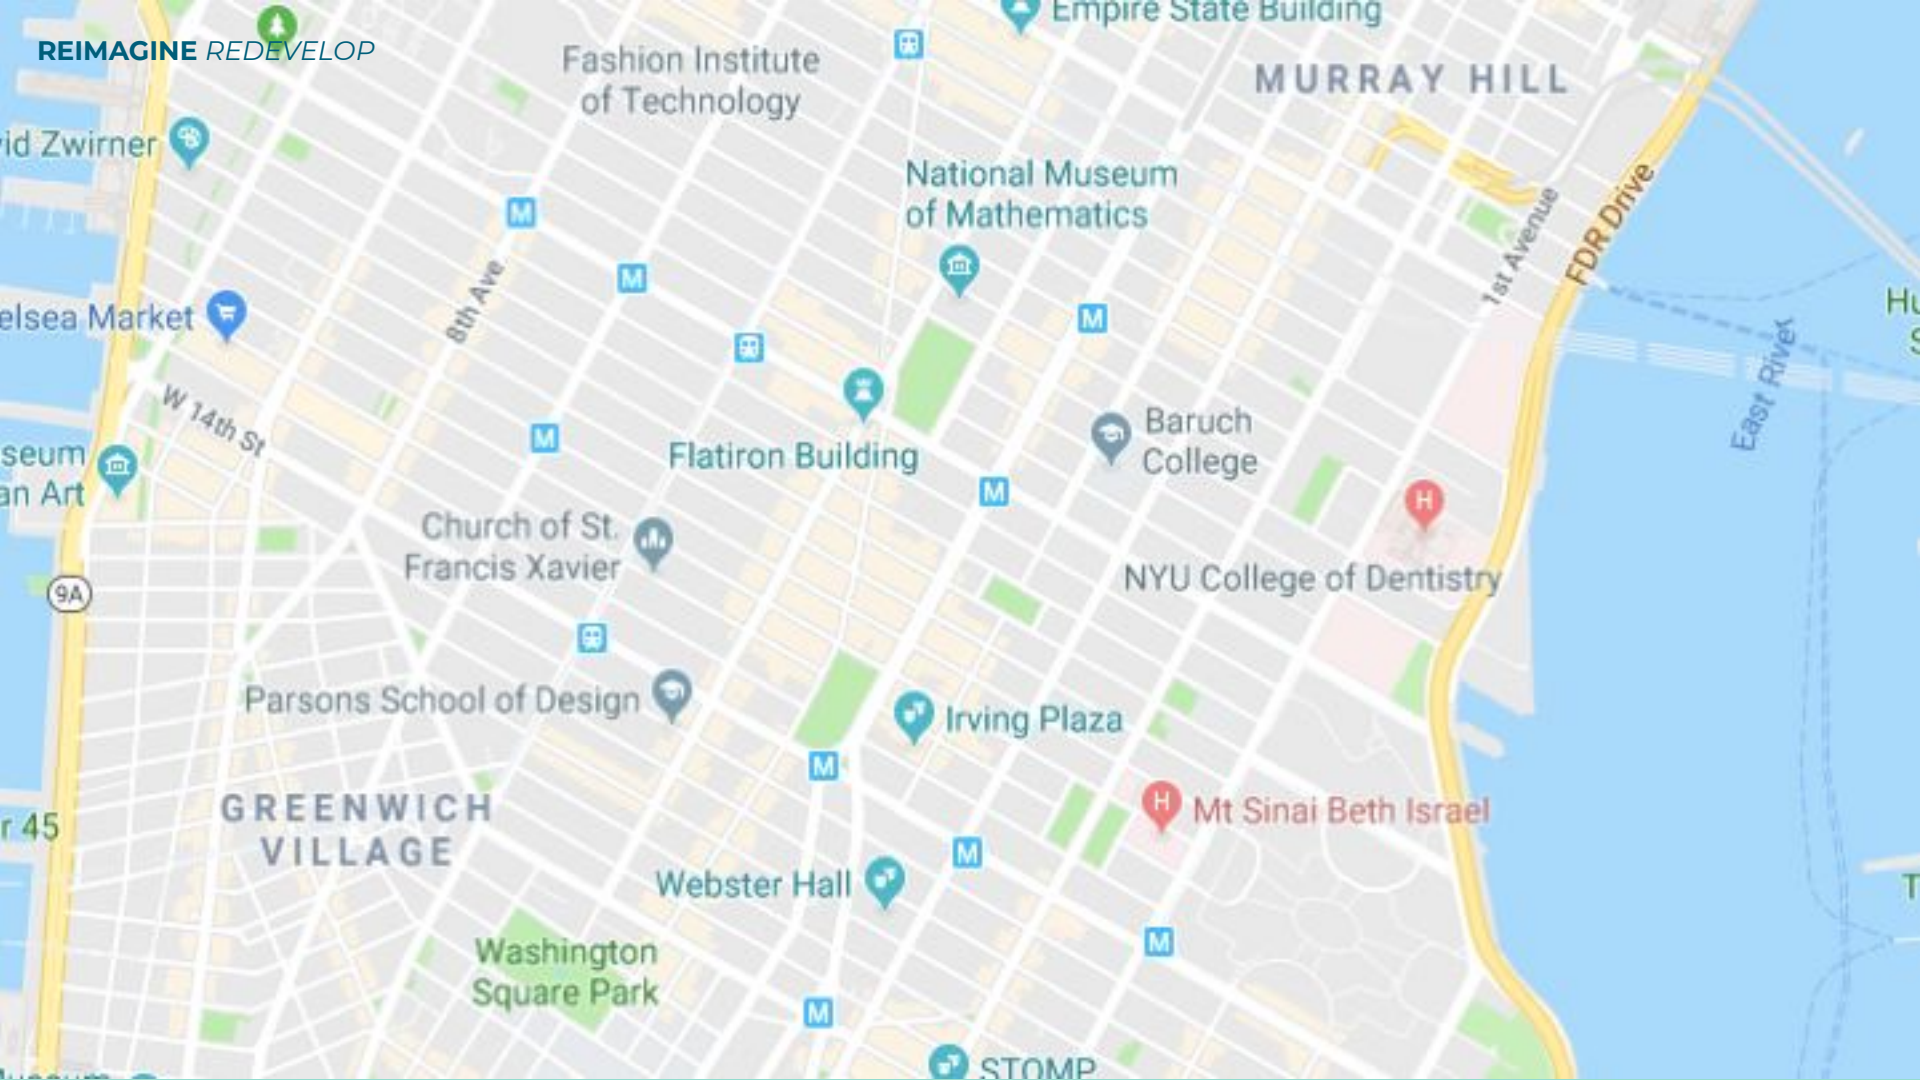 REIMAGINE REDEVELOP
Empire State Building
Fashion Institute
of Technology
MURRAY HILL
vid Zwirner
National Museum
of Mathematics
M
M
8th Ave
1st Avenue
FDR Drive
elsea Market
M
Hu
S
East River
W 14th St
Flatiron Building
Baruch
College
M
seum
an Art
M
H
Church of St.
Francis Xavier
NYU College of Dentistry
9A
Parsons School of Design
Irving Plaza
M
GREENWICH
VILLAGE
r 45
H
Mt Sinai Beth Israel
M
Webster Hall
T
Washington
Square Park
M
M
STOMP
Museum